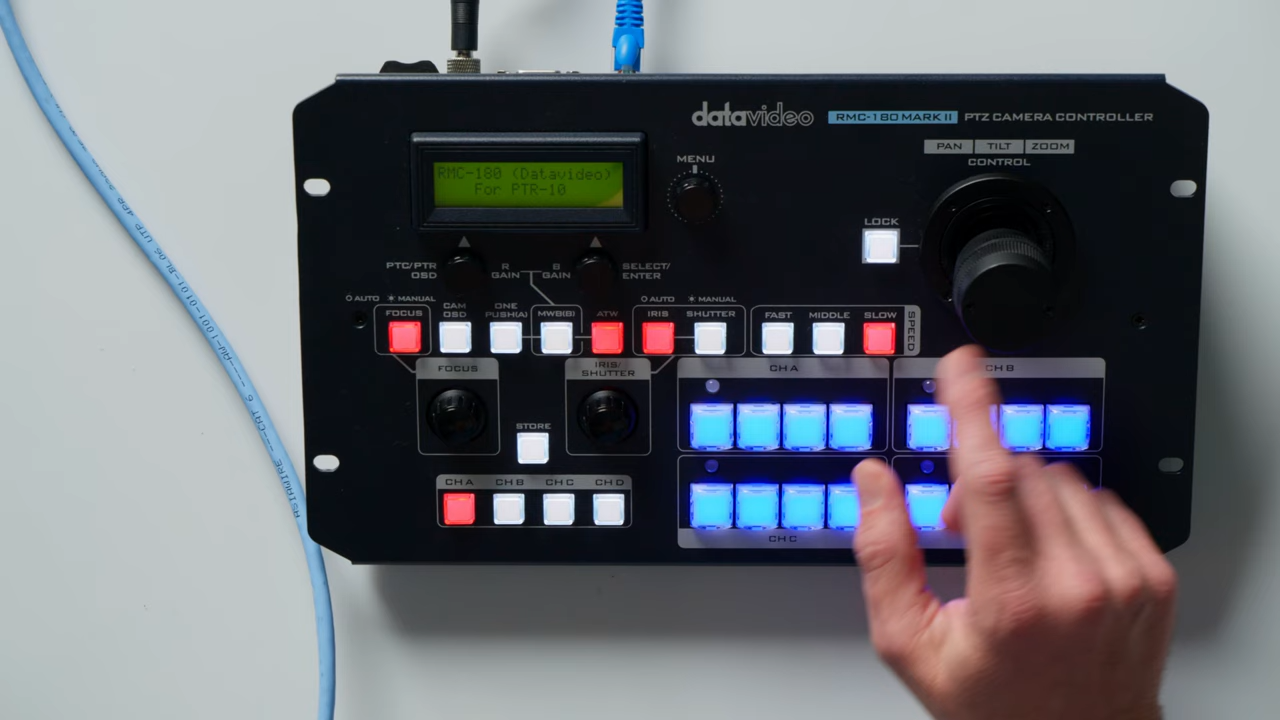 datavideo RMC-180 MARK II PTZ CAMERA CONTROLLER
PAN TILT ZOOM
CONTROL
MENU
RMC-180 (Datavideo)
For PTR-10
LOCK
PTC/PTR
OSD
R
GAIN
B
GAIN
SELECT/
ENTER
AUTO MANUAL
FOCUS
CAM
OSD
ONE
PUSH(A)
MWB(B)
ATW
AUTO MANUAL
IRIS
SHUTTER
FAST MIDDLE SLOW
SPEED
FOCUS
IRIS/
SHUTTER
STORE
CH A CH B CH C CH D
CH A
CH B
CH C